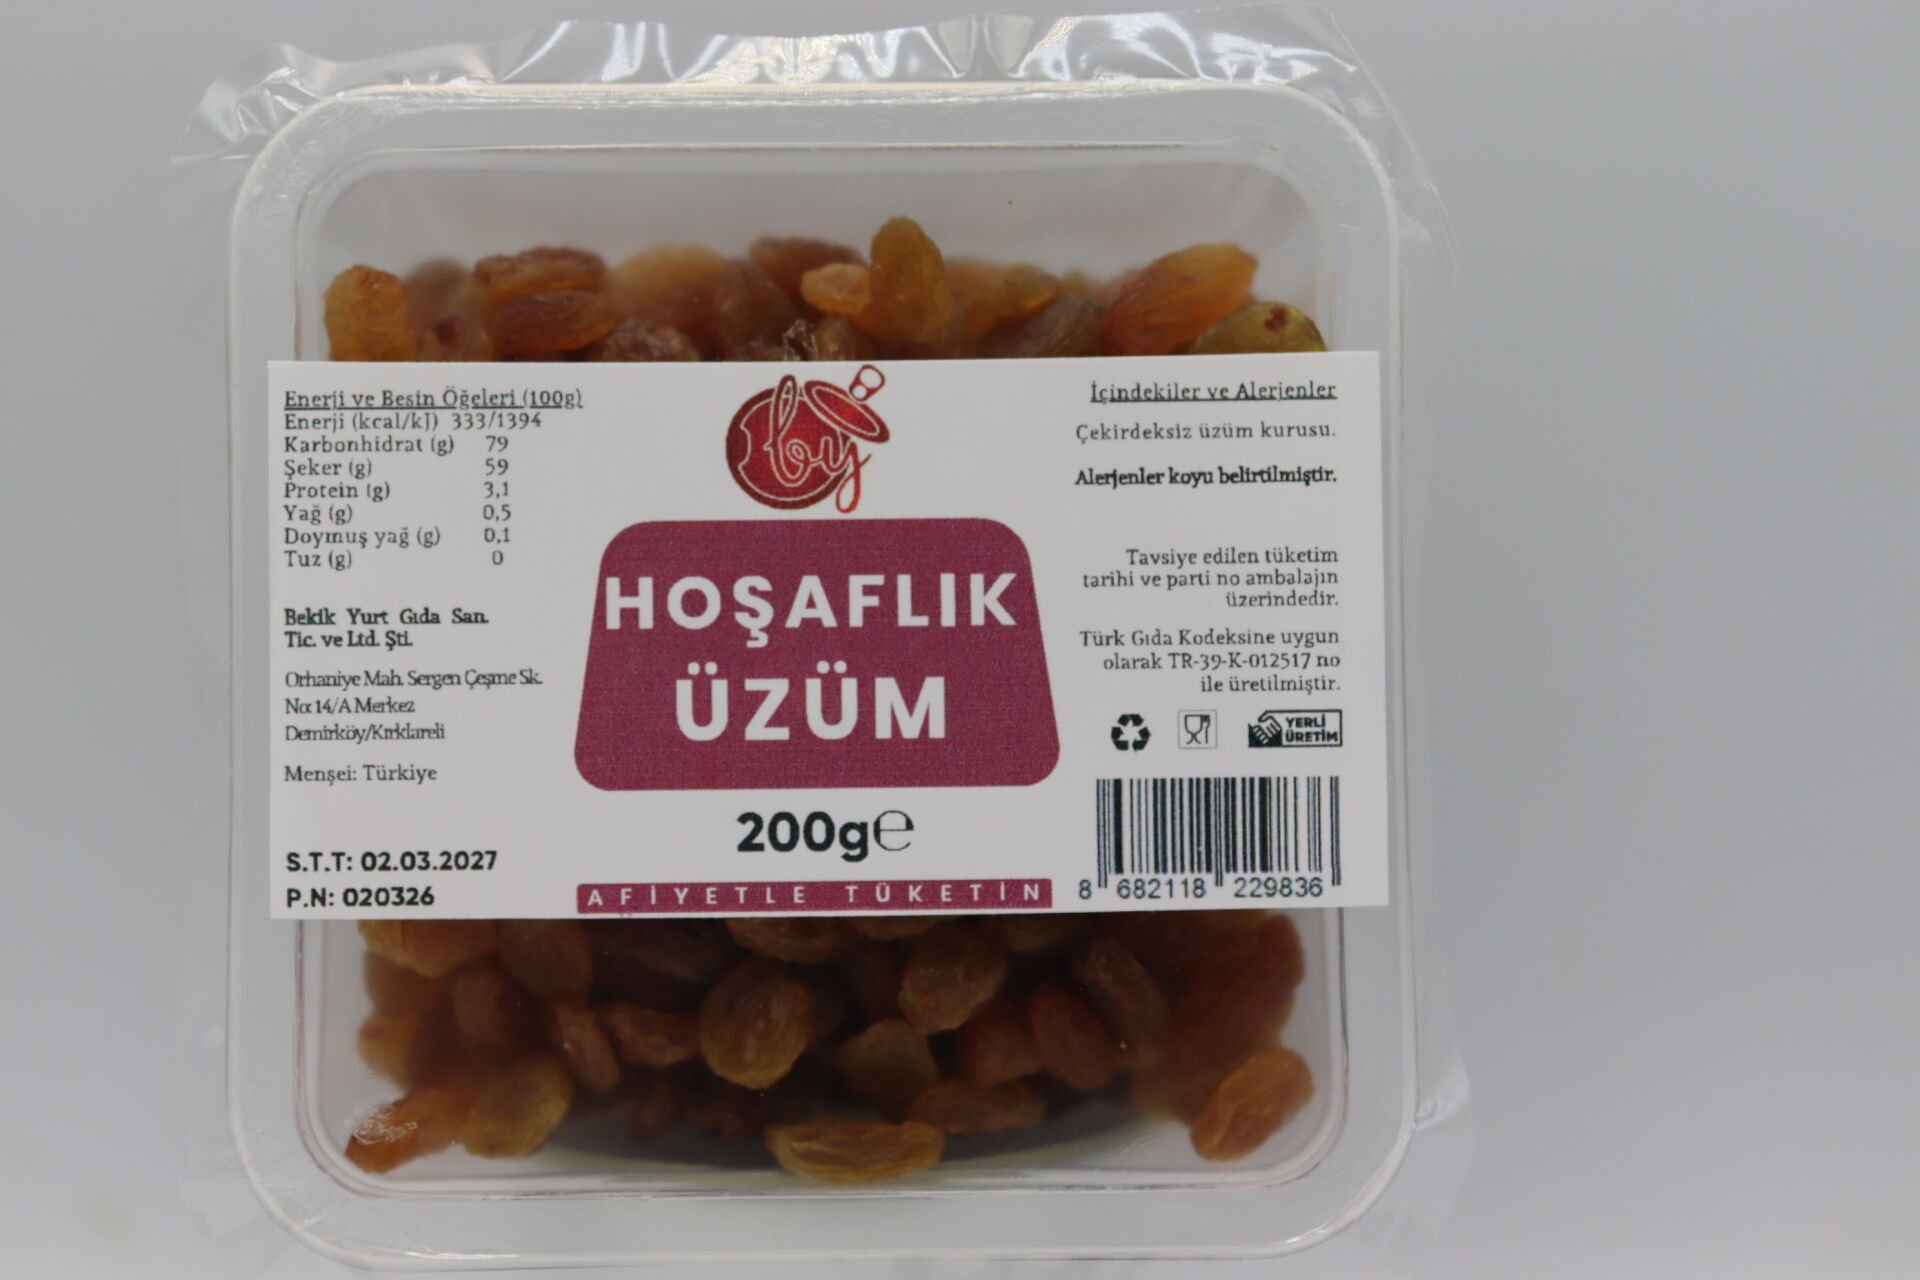 Enerji ve Besin Öğeleri (100g)
Enerji (kcal/kJ) 333/1394
Karbonhidrat (g) 79
Şeker (g) 59
Protein (g) 3,1
Yağ (g) 0,5
Doymuş yağ (g) 0,1
Tuz (g) 0
Bekik Yurt Gıda San.
Tic. ve Ltd. Şti.
Orhaniye Mah. Sergen Çeşme Sk.
No: 14/A Merkez
Demirköy/Kırklareli
Menşei: Türkiye
S.T.T: 02.03.2027
P.N: 020326
by
HOŞAFLIK
ÜZÜM
200g℮
AFİYETLE TÜKETİN
İçindekiler ve Alerjenler
Çekirdeksiz üzüm kurusu.
Alerjenler koyu belirtilmiştir.
Tavsiye edilen tüketim
tarihi ve parti no ambalajın
üzerindedir.
Türk Gıda Kodeksine uygun
olarak TR-39-K-012517 no
ile üretilmiştir.
YERLİ
ÜRETİM
8 682118 229836